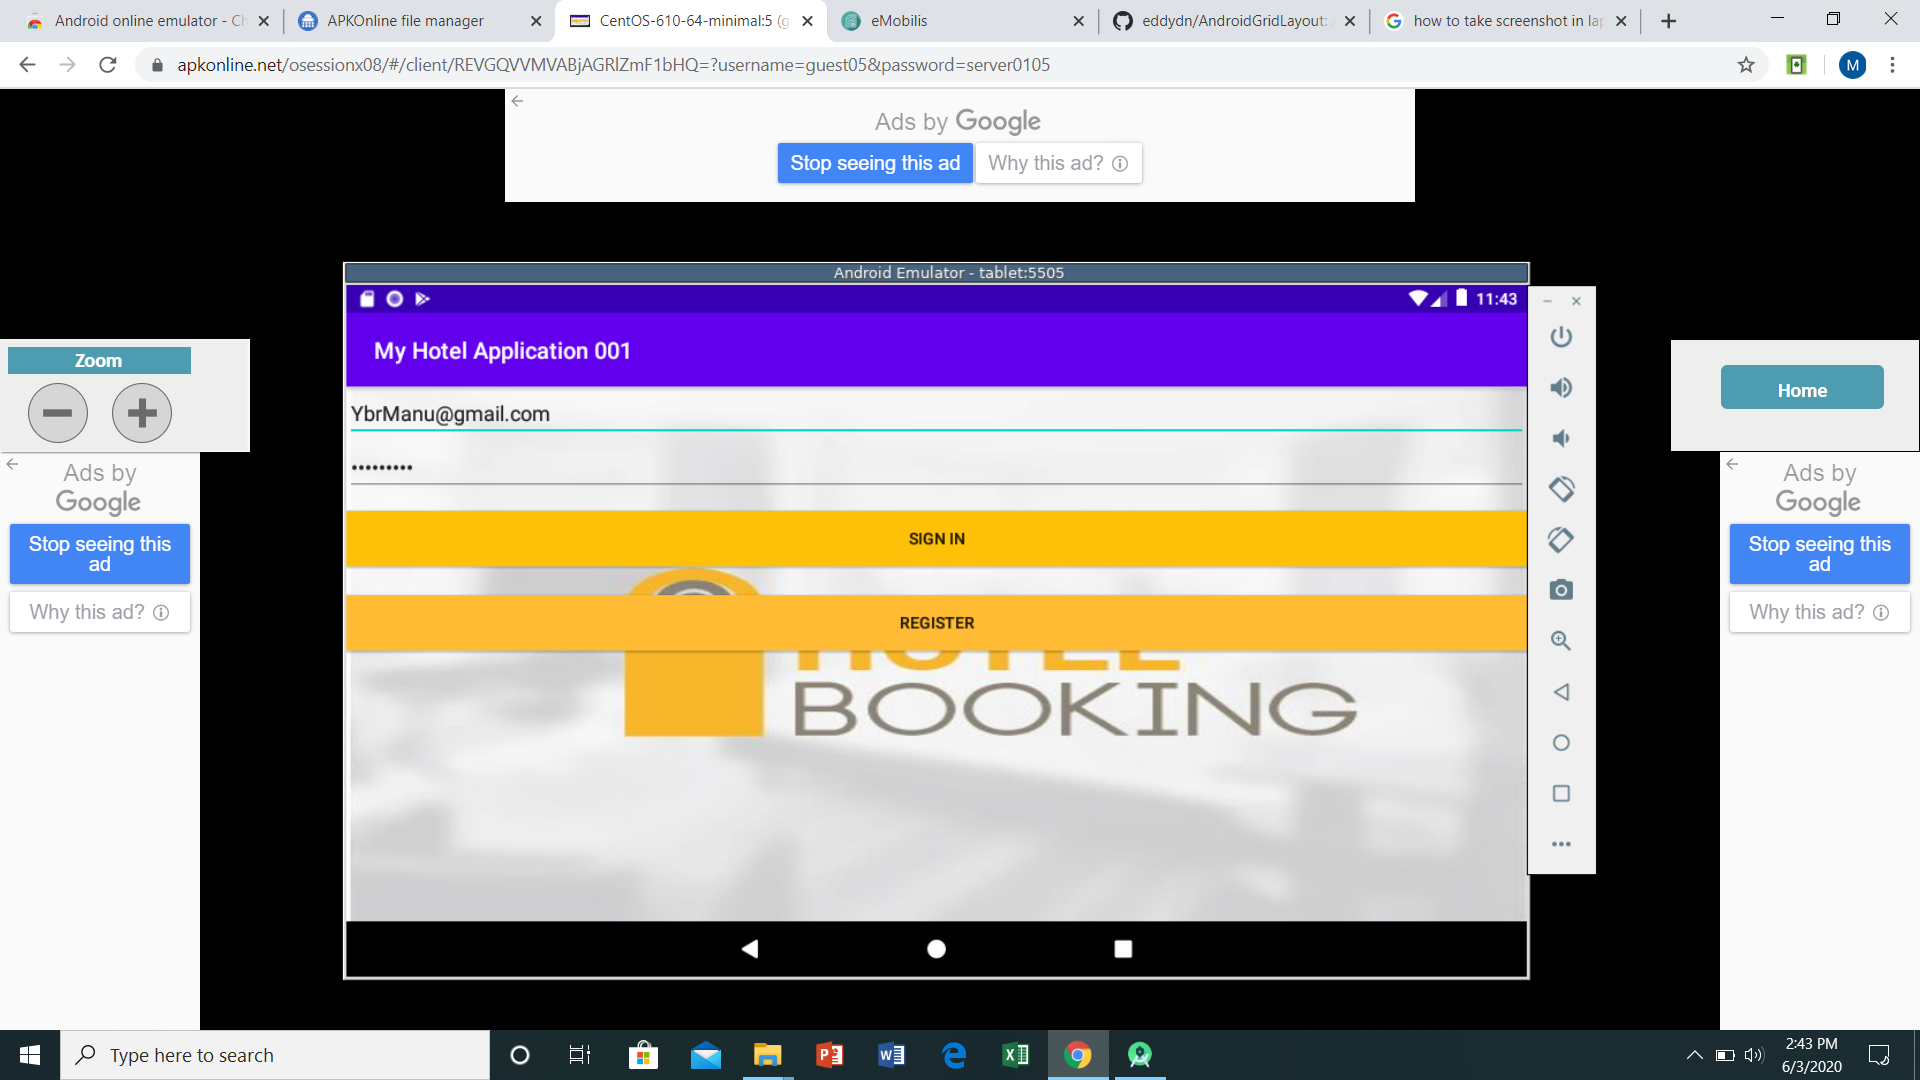 Android online emulator - Ch
APKOnline file manager
CentOS-610-64-minimal:5 (g
eMobilis
eddydn/AndroidGridLayout:
how to take screenshot in lap
apkonline.net/osessionx08/#/client/REVGQVVMVABjAGRlZmF1bHQ=?username=guest05&password=server0105
M
Ads by Google
Stop seeing this ad
Why this ad?
Android Emulator - tablet:5505
11:43
My Hotel Application 001
Zoom
Home
YbrManu@gmail.com
•••••••••
Ads by
Google
Stop seeing this
ad
Why this ad?
SIGN IN
REGISTER
HOTEL
BOOKING
Ads by
Google
Stop seeing this
ad
Why this ad?
Type here to search
2:43 PM
6/3/2020